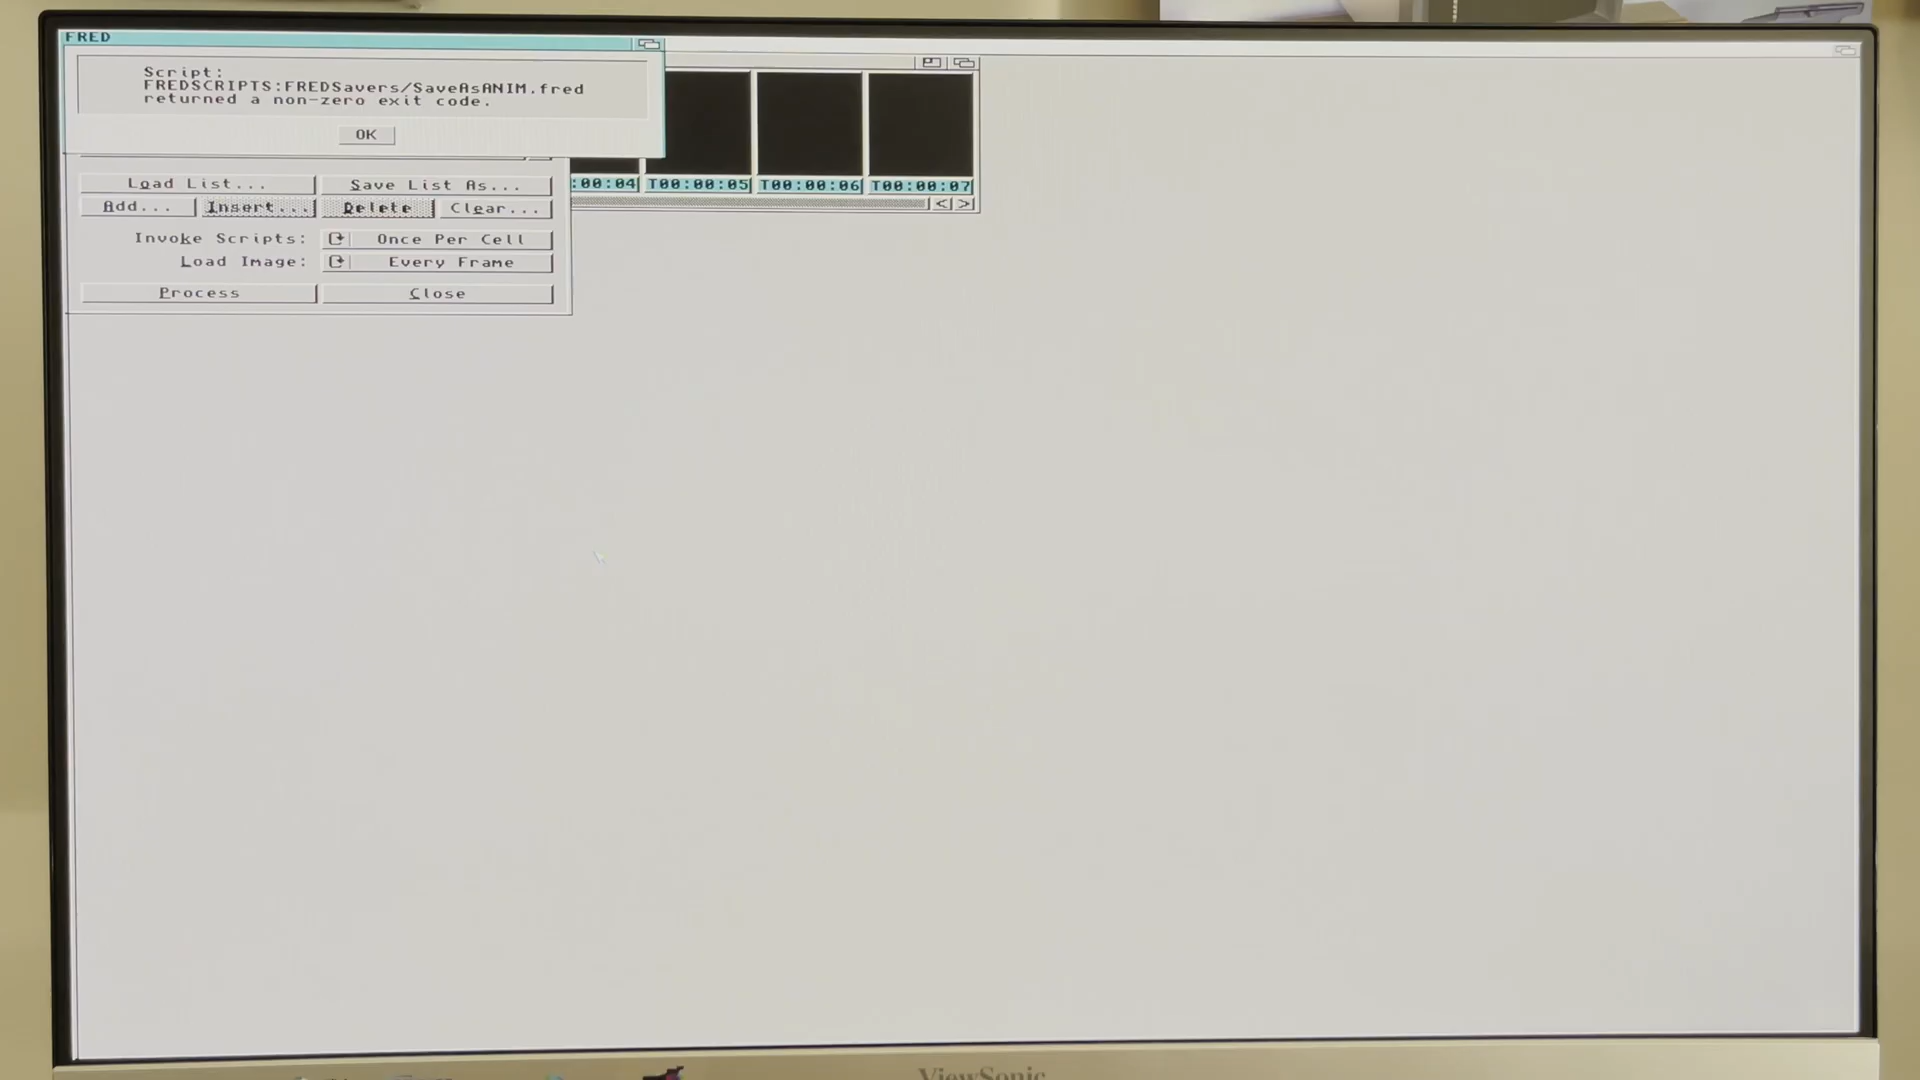 FRED
Script:
FREDSCRIPTS:FREDSavers/SaveAsANIM.fred
returned a non-zero exit code.
OK
:00:04 T00:00:05 T00:00:06 T00:00:07
< >
Load List... Save List As...
Add... Insert... Delete Clear...
Invoke Scripts: Once Per Cell
Load Image: Every Frame
Process Close
ViewSonic